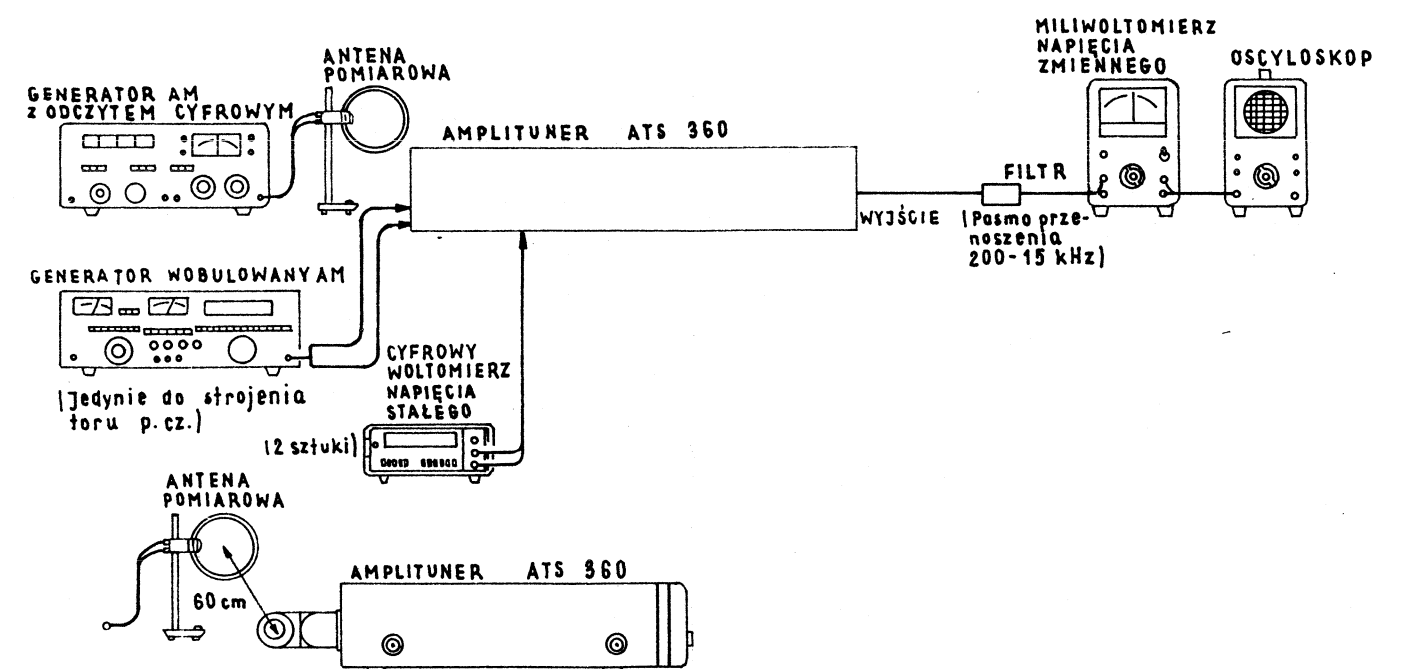 GENERATOR AM
Z ODCZYTEM CYFROWYM
ANTENA
POMIAROWA
AMPLITUNER ATS 360
MILIWOLTOMIERZ
NAPIĘCIA
ZMIENNEGO
OSCYLOSKOP
FILTR
WYJŚCIE
(Pasmo prze-
noszenia
200-15 kHz)
GENERATOR WOBULOWANY AM
(Jedynie do strojenia
toru p.cz.)
CYFROWY
WOLTOMIERZ
NAPIĘCIA
STAŁEGO
(2 sztuki)
ANTENA
POMIAROWA
60 cm
AMPLITUNER ATS 360